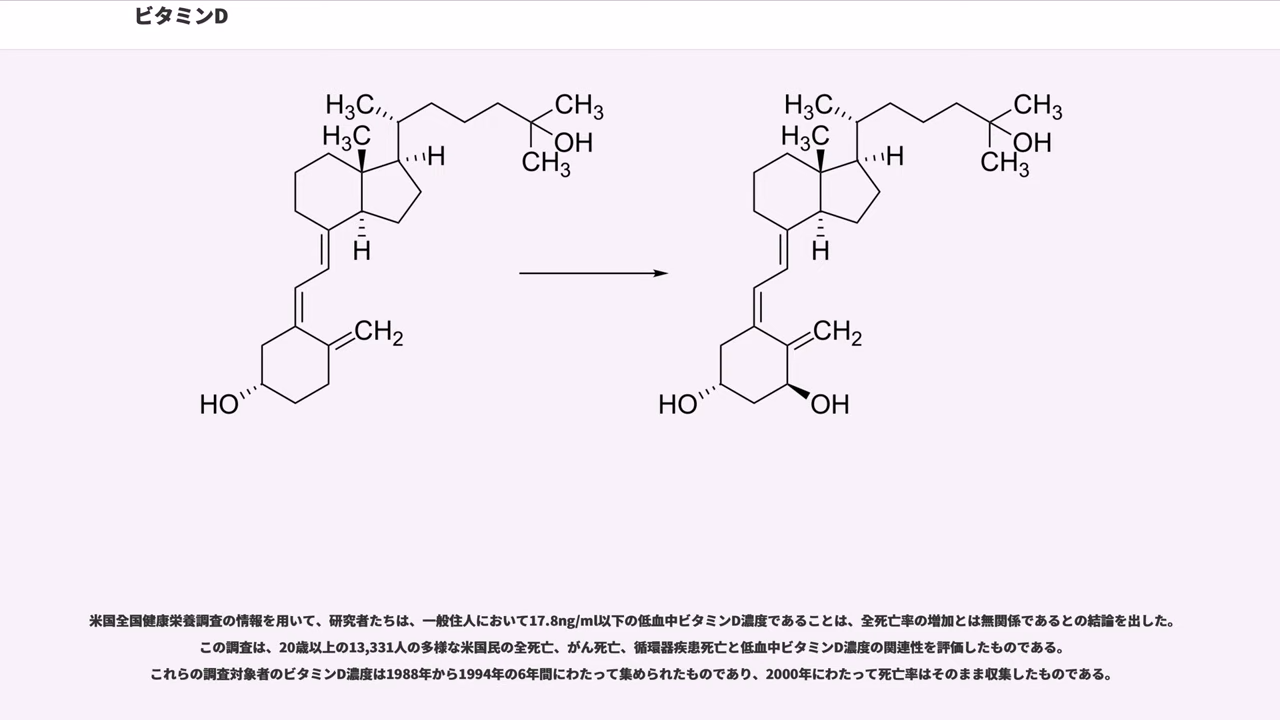 ビタミンD
H3C
CH3
H3C
OH
CH3
H
H
CH2
HO
H3C
CH3
H3C
OH
CH3
H
H
CH2
HO
OH
米国全国健康栄養調査の情報を用いて、研究者たちは、一般住人において17.8ng/ml以下の低血中ビタミンD濃度であることは、全死亡率の増加とは無関係であるとの結論を出した。
この調査は、20歳以上の13,331人の多様な米国民の全死亡、がん死亡、循環器疾患死亡と低血中ビタミンD濃度の関連性を評価したものである。
これらの調査対象者のビタミンD濃度は1988年から1994年の6年間にわたって集められたものであり、2000年にわたって死亡率はそのまま収集したものである。